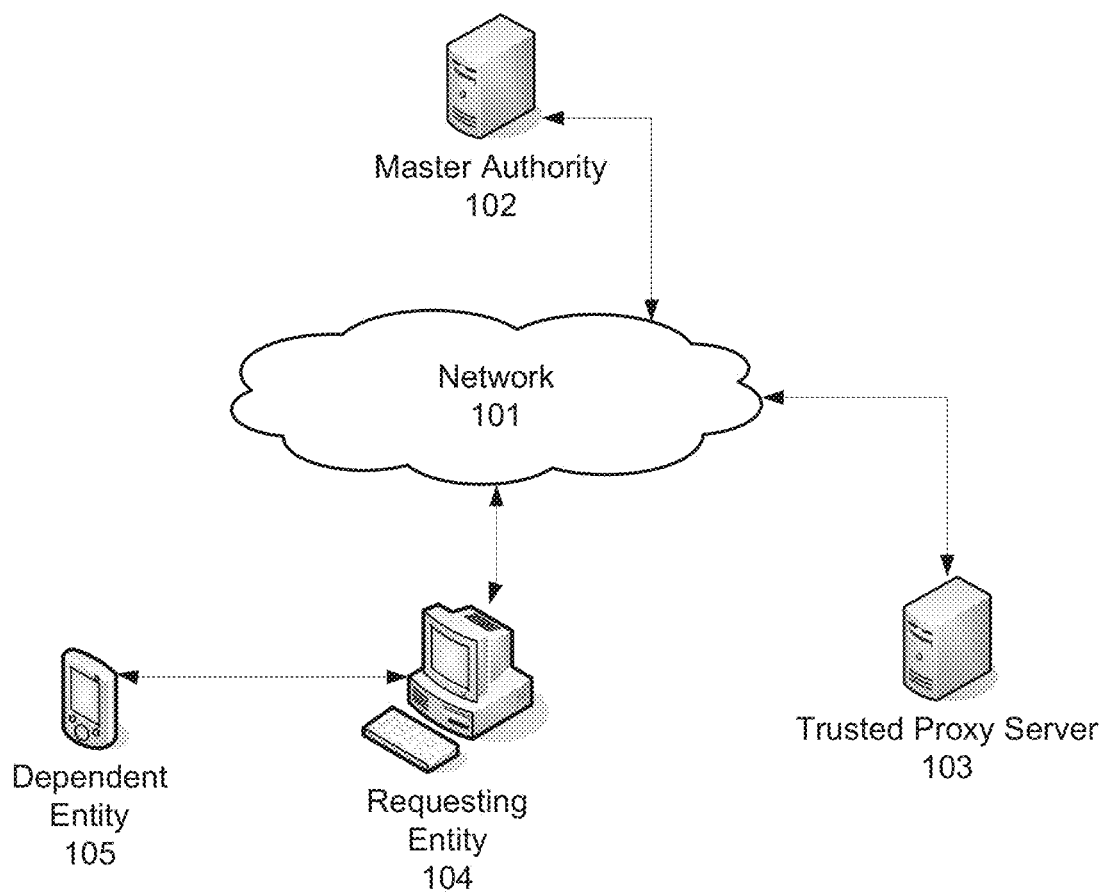 Master Authority
102
Network
101
Trusted Proxy Server
103
Dependent
Entity
105
Requesting
Entity
104